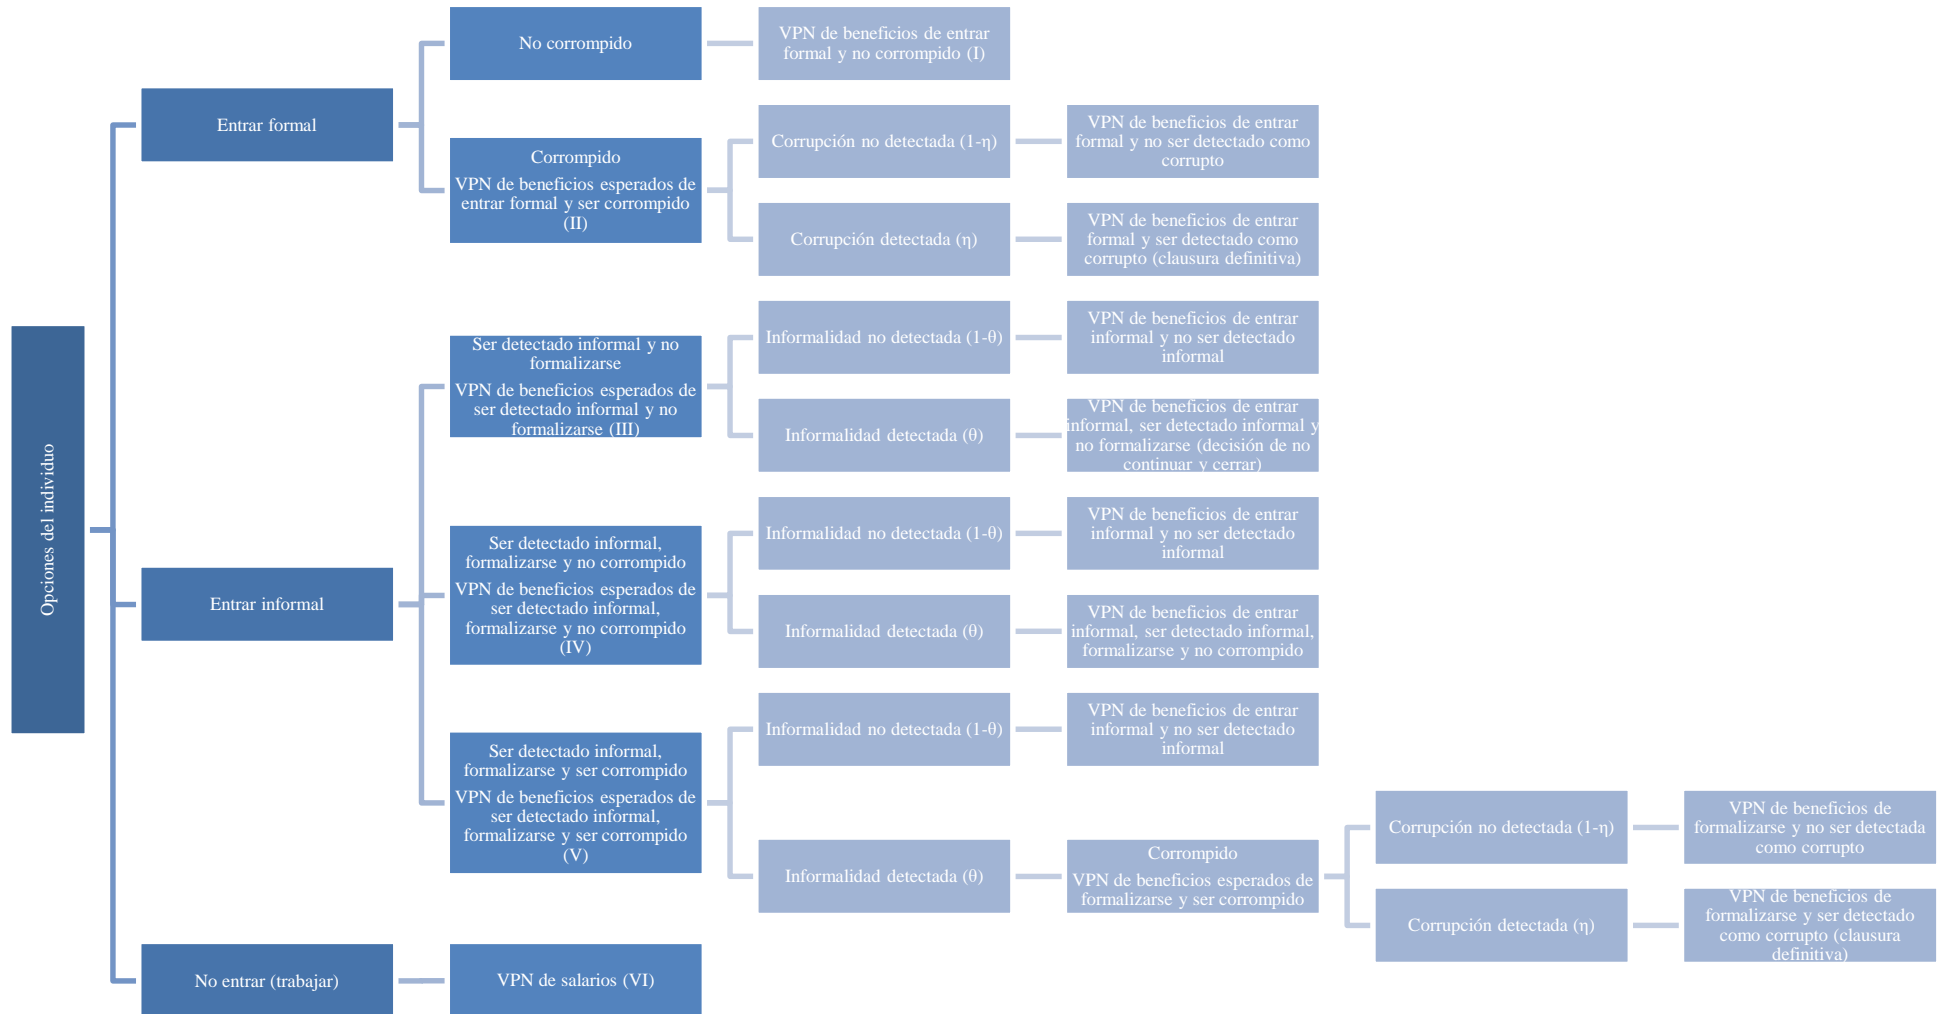 Opciones del individuo
Entrar formal
No corrompido
VPN de beneficios de entrar
formal y no corrompido (I)
Corrompido
VPN de beneficios esperados de
entrar formal y ser corrompido
(II)
Corrupción no detectada (1-η)
VPN de beneficios de entrar
formal y no ser detectado como
corrupto
Corrupción detectada (η)
VPN de beneficios de entrar
formal y ser detectado como
corrupto (clausura definitiva)
Entrar informal
Ser detectado informal y no
formalizarse
VPN de beneficios esperados de
ser detectado informal y no
formalizarse (III)
Informalidad no detectada (1-θ)
VPN de beneficios de entrar
informal y no ser detectado
informal
Informalidad detectada (θ)
VPN de beneficios de entrar
informal, ser detectado informal y
no formalizarse (decisión de no
continuar y cerrar)
Ser detectado informal,
formalizarse y no corrompido
VPN de beneficios esperados de
ser detectado informal,
formalizarse y no corrompido
(IV)
Informalidad no detectada (1-θ)
VPN de beneficios de entrar
informal y no ser detectado
informal
Informalidad detectada (θ)
VPN de beneficios de entrar
informal, ser detectado informal,
formalizarse y no corrompido
Ser detectado informal,
formalizarse y ser corrompido
VPN de beneficios esperados de
ser detectado informal,
formalizarse y ser corrompido
(V)
Informalidad no detectada (1-θ)
VPN de beneficios de entrar
informal y no ser detectado
informal
Informalidad detectada (θ)
Corrompido
VPN de beneficios esperados de
formalizarse y ser corrompido
Corrupción no detectada (1-η)
VPN de beneficios de
formalizarse y no ser detectada
como corrupto
Corrupción detectada (η)
VPN de beneficios de
formalizarse y ser detectado
como corrupto (clausura
definitiva)
No entrar (trabajar)
VPN de salarios (VI)